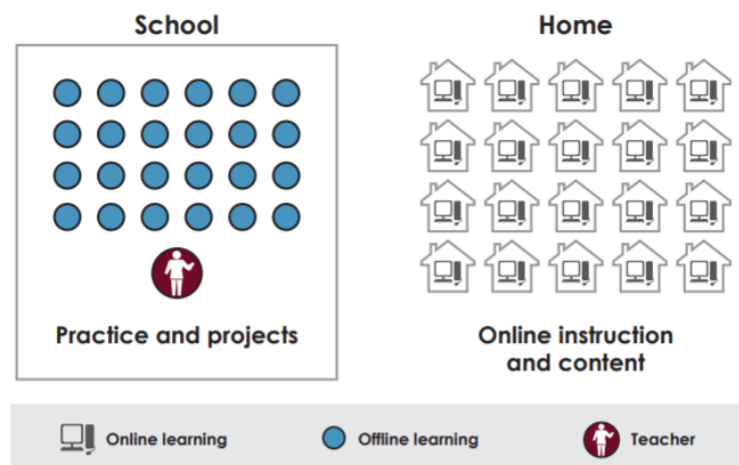 School
Home
Practice and projects
Online instruction
and content
Online learning
Offline learning
Teacher